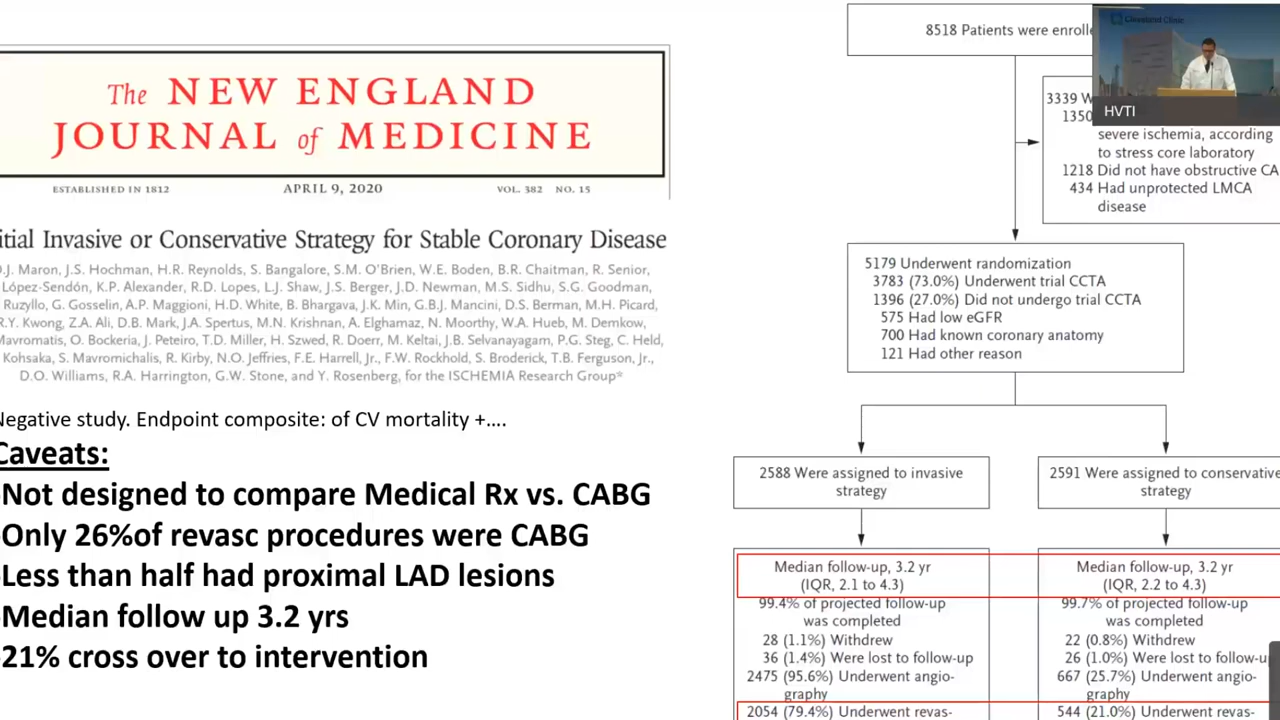 The NEW ENGLAND
JOURNAL of MEDICINE
ESTABLISHED IN 1812
APRIL 9, 2020
VOL. 382 NO. 15
itial Invasive or Conservative Strategy for Stable Coronary Disease
.J. Maron, J.S. Hochman, H.R. Reynolds, S. Bangalore, S.M. O'Brien, W.E. Boden, B.R. Chaitman, R. Senior,
López-Sendón, K.P. Alexander, R.D. Lopes, L.J. Shaw, J.S. Berger, J.D. Newman, M.S. Sidhu, S.G. Goodman,
Ruzyllo, G. Gosselin, A.P. Maggioni, H.D. White, B. Bhargava, J.K. Min, G.B.J. Mancini, D.S. Berman, M.H. Picard,
R.Y. Kwong, Z.A. Ali, D.B. Mark, J.A. Spertus, M.N. Krishnan, A. Elghamaz, N. Moorthy, W.A. Hueb, M. Demkow,
Mavromatis, O. Bockeria, J. Peteiro, T.D. Miller, H. Szwed, R. Doerr, M. Keltai, J.B. Selvanayagam, P.G. Steg, C. Held,
Kohsaka, S. Mavromichalis, R. Kirby, N.O. Jeffries, F.E. Harrell, Jr., F.W. Rockhold, S. Broderick, T.B. Ferguson, Jr.,
D.O. Williams, R.A. Harrington, G.W. Stone, and Y. Rosenberg, for the ISCHEMIA Research Group*
Negative study. Endpoint composite: of CV mortality +....
Caveats:
-Not designed to compare Medical Rx vs. CABG
-Only 26%of revasc procedures were CABG
-Less than half had proximal LAD lesions
-Median follow up 3.2 yrs
-21% cross over to intervention
8518 Patients were enrolle
Cleveland Clinic
HVTI
3339 W
1350
severe ischemia, according
to stress core laboratory
1218 Did not have obstructive CA
434 Had unprotected LMCA
disease
5179 Underwent randomization
3783 (73.0%) Underwent trial CCTA
1396 (27.0%) Did not undergo trial CCTA
575 Had low eGFR
700 Had known coronary anatomy
121 Had other reason
2588 Were assigned to invasive
strategy
2591 Were assigned to conservative
strategy
Median follow-up, 3.2 yr
(IQR, 2.1 to 4.3)
99.4% of projected follow-up
was completed
28 (1.1%) Withdrew
36 (1.4%) Were lost to follow-up
2475 (95.6%) Underwent angio-
graphy
2054 (79.4%) Underwent revas-
Median follow-up, 3.2 yr
(IQR, 2.2 to 4.3)
99.7% of projected follow-up
was completed
22 (0.8%) Withdrew
26 (1.0%) Were lost to follow-u
667 (25.7%) Underwent angio-
graphy
544 (21.0%) Underwent revas-